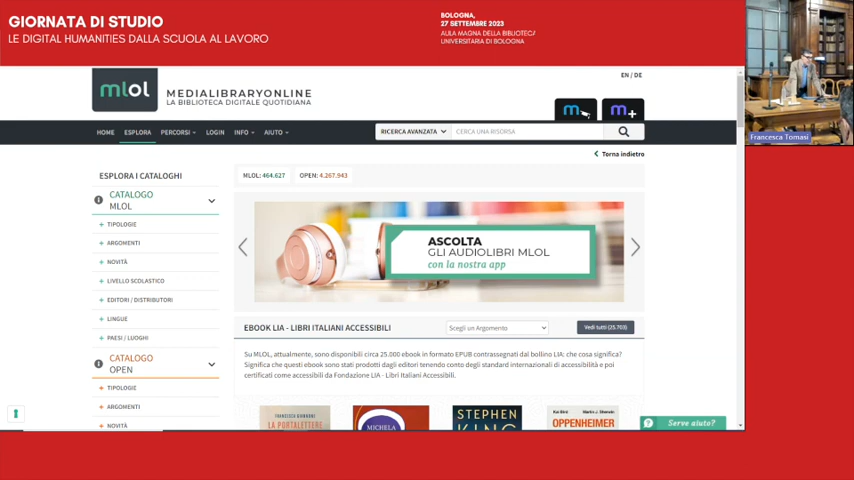 GIORNATA DI STUDIO
LE DIGITAL HUMANITIES DALLA SCUOLA AL LAVORO
BOLOGNA,
27 SETTEMBRE 2023
AULA MAGNA DELLA BIBLIOTECA
UNIVERSITARIA DI BOLOGNA
Francesca Tomasi
mlol
MEDIALIBRARYONLINE
LA BIBLIOTECA DIGITALE QUOTIDIANA
EN / DE
m
m+
HOME ESPLORA PERCORSI LOGIN INFO AIUTO
RICERCA AVANZATA CERCA UNA RISORSA
Torna indietro
ESPLORA I CATALOGHI
CATALOGO
MLOL
+ TIPOLOGIE
+ ARGOMENTI
+ NOVITÀ
+ LIVELLO SCOLASTICO
+ EDITORI / DISTRIBUTORI
+ LINGUE
+ PAESI / LUOGHI
CATALOGO
OPEN
+ TIPOLOGIE
+ ARGOMENTI
+ NOVITÀ
MLOL: 464.627 OPEN: 4.267.943
ASCOLTA
GLI AUDIOLIBRI MLOL
con la nostra app
EBOOK LIA - LIBRI ITALIANI ACCESSIBILI
Scegli un Argomento
Vedi tutti (25.703)
Su MLOL, attualmente, sono disponibili circa 25.000 ebook in formato EPUB contrassegnati dal bollino LIA: che cosa significa?
Significa che questi ebook sono stati prodotti dagli editori tenendo conto degli standard internazionali di accessibilità e poi
certificati come accessibili da Fondazione LIA - Libri Italiani Accessibili.
FRANCESCA GIANNONE
LA PORTALETTERE
MICHELA
STEPHEN
KING
Kai Bird Martin J. Sherwin
OPPENHEIMER
Serve aiuto?